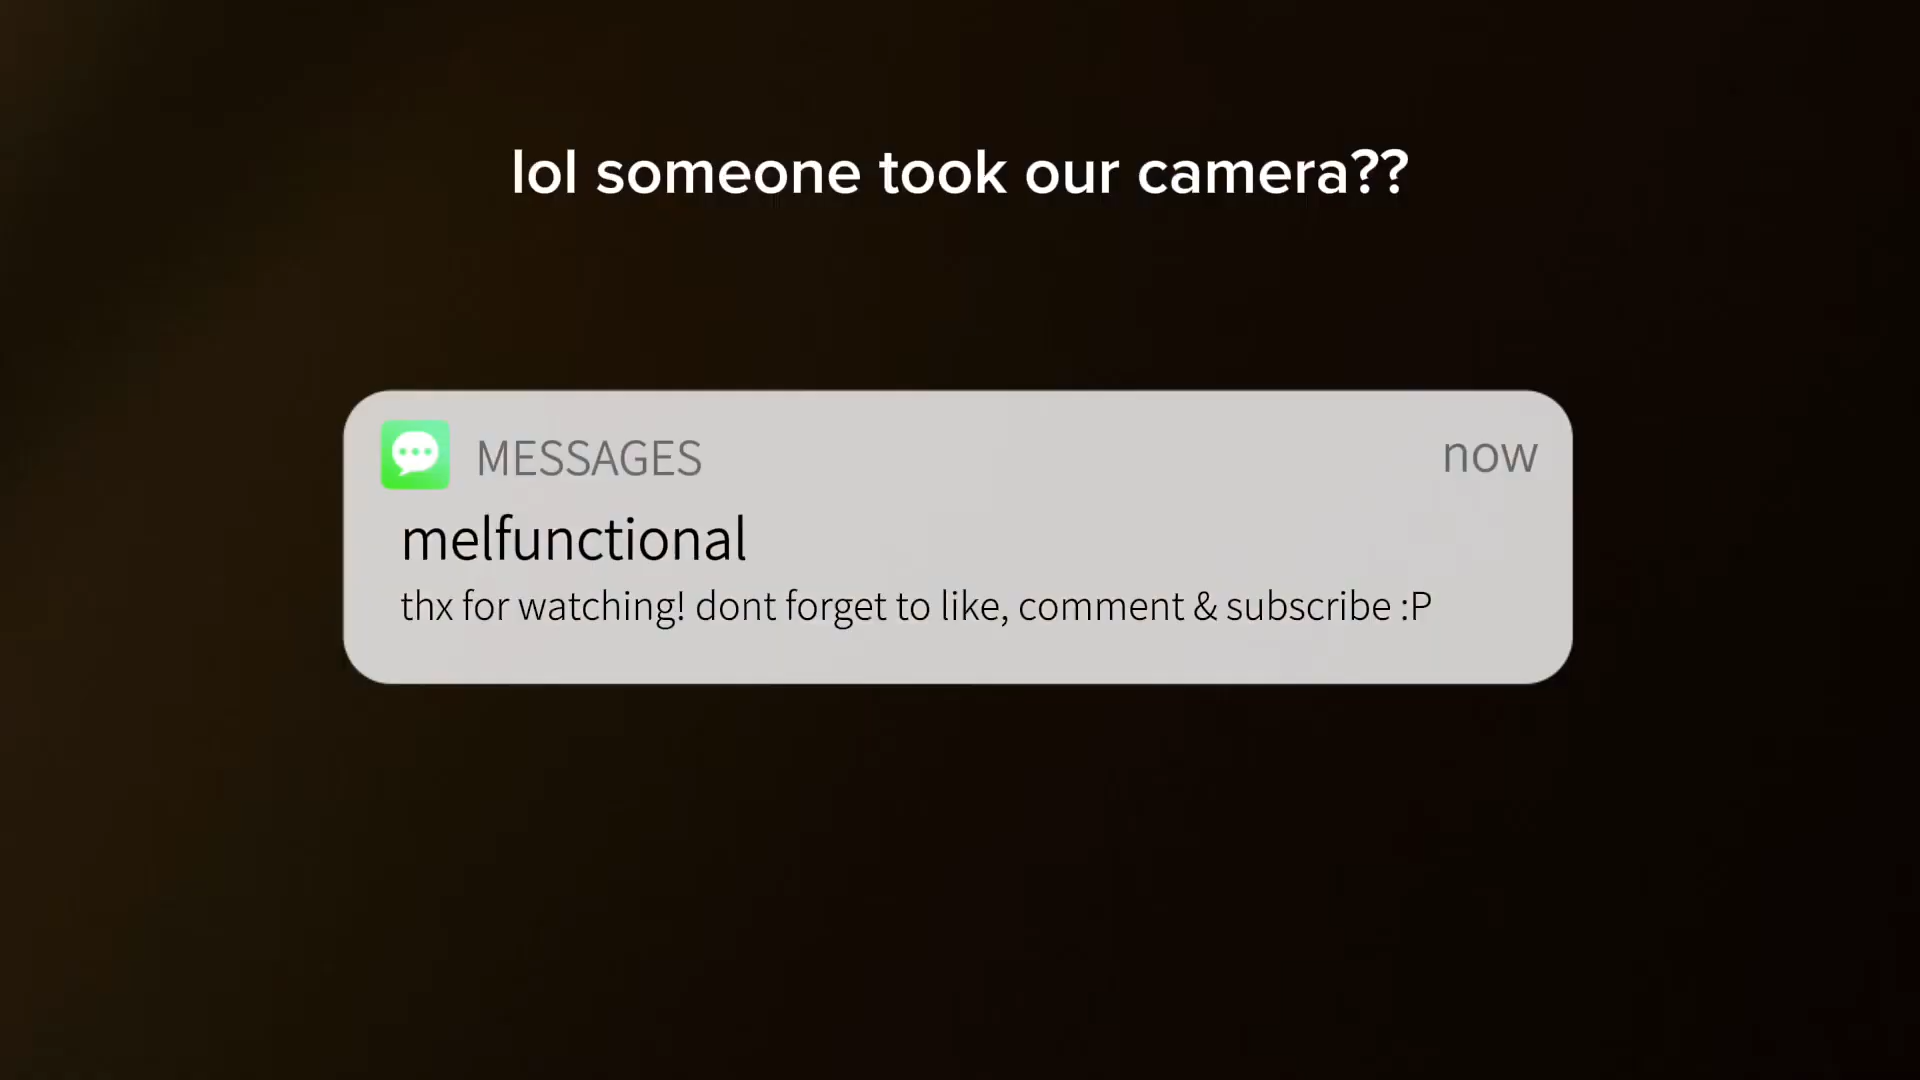 lol someone took our camera??
MESSAGES
now
melfunctional
thx for watching! dont forget to like, comment & subscribe :P